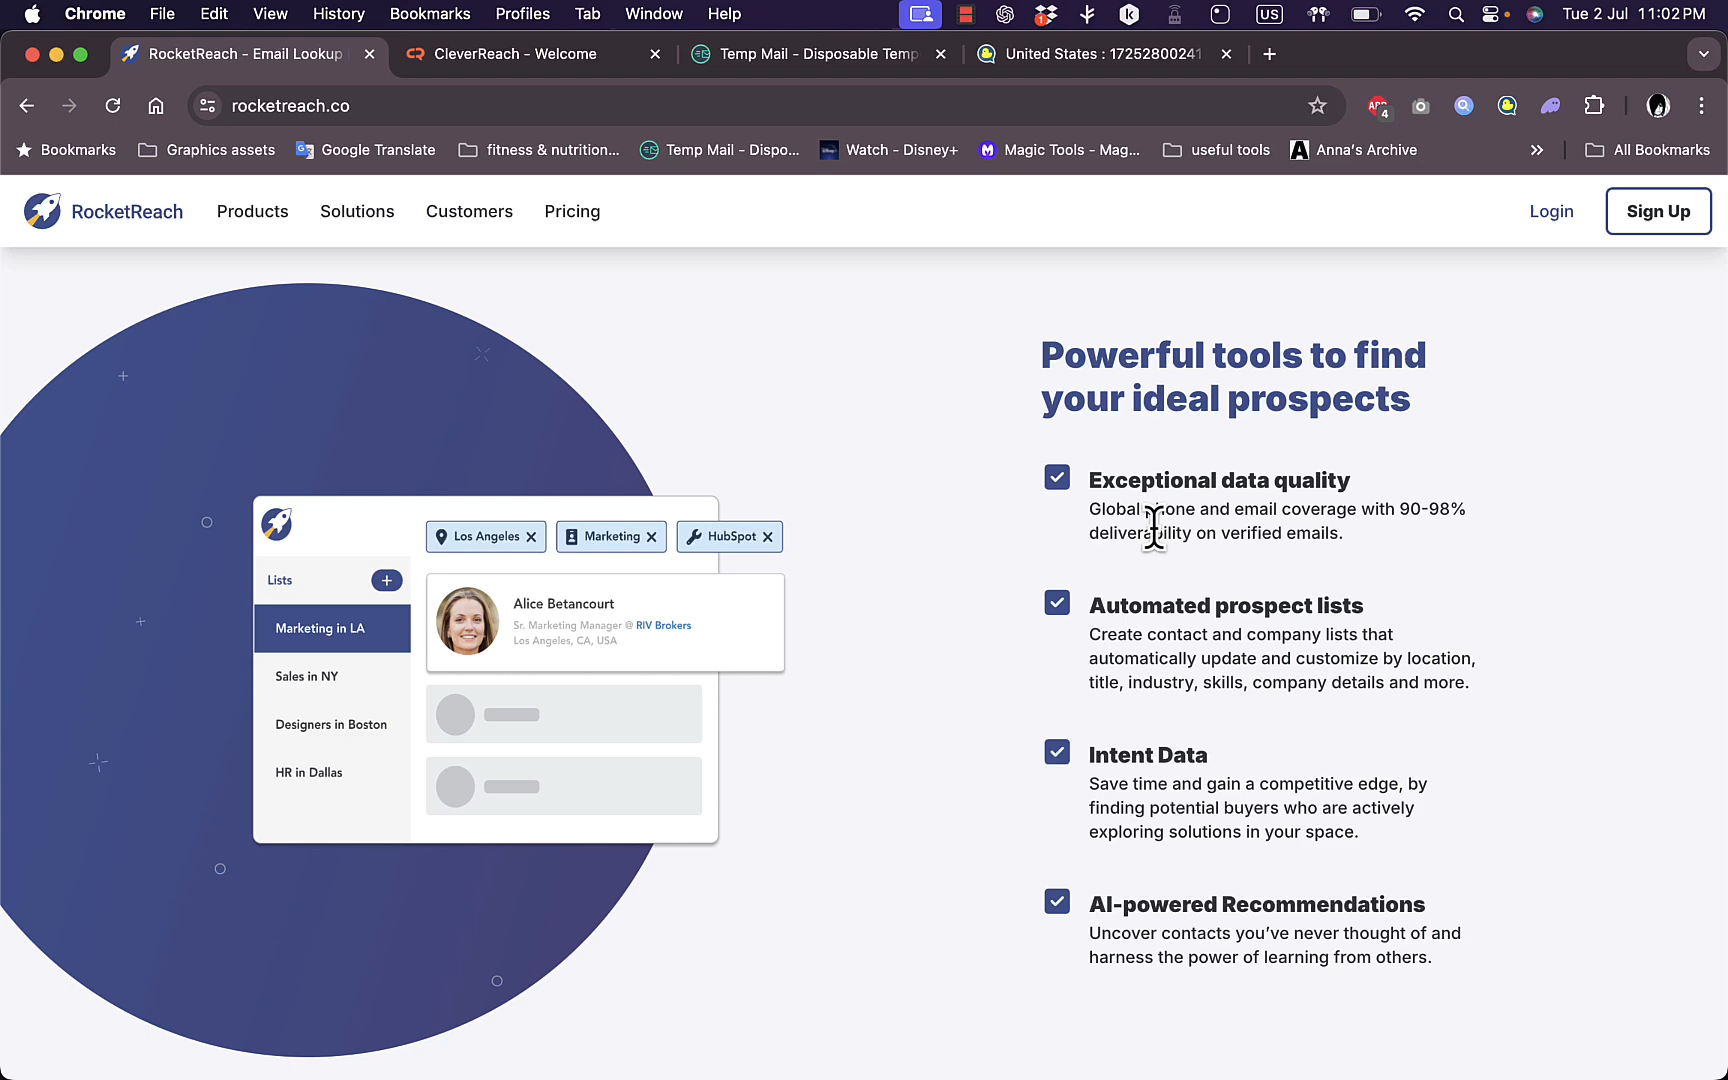 Chrome File Edit View History Bookmarks Profiles Tab Window Help US Tue 2 Jul 11:02 PM
RocketReach - Email Lookup CleverReach - Welcome Temp Mail - Disposable Temp United States : 17252800241
rocketreach.co ABP 4
Bookmarks Graphics assets Google Translate fitness & nutrition... Temp Mail - Dispo... Watch - Disney+ Magic Tools - Mag... useful tools Anna's Archive All Bookmarks
RocketReach Products Solutions Customers Pricing Login Sign Up
Los Angeles Marketing HubSpot
Lists
Marketing in LA
Sales in NY
Designers in Boston
HR in Dallas
Alice Betancourt
Sr. Marketing Manager @ RIV Brokers
Los Angeles, CA, USA
Powerful tools to find
your ideal prospects
Exceptional data quality
Global phone and email coverage with 90-98%
deliverability on verified emails.
Automated prospect lists
Create contact and company lists that
automatically update and customize by location,
title, industry, skills, company details and more.
Intent Data
Save time and gain a competitive edge, by
finding potential buyers who are actively
exploring solutions in your space.
AI-powered Recommendations
Uncover contacts you've never thought of and
harness the power of learning from others.